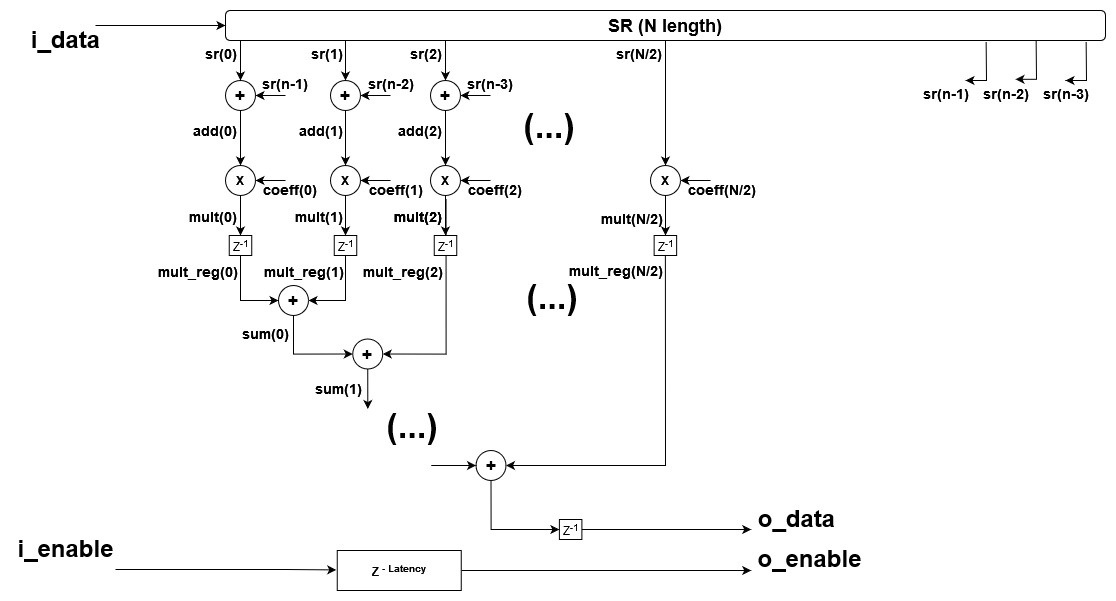 SR (N length)
i_data
sr(0)
sr(1)
sr(2)
sr(N/2)
sr(n-1)
sr(n-2)
sr(n-3)
sr(n-1)
sr(n-2)
sr(n-3)
+
+
+
add(0)
add(1)
add(2)
(...)
x
x
x
x
coeff(0)
coeff(1)
coeff(2)
coeff(N/2)
mult(0)
mult(1)
mult(2)
mult(N/2)
Z-1
Z-1
Z-1
Z-1
mult_reg(0)
mult_reg(1)
mult_reg(2)
mult_reg(N/2)
+
(...)
sum(0)
+
sum(1)
(...)
+
Z-1
o_data
i_enable
Z - Latency
o_enable